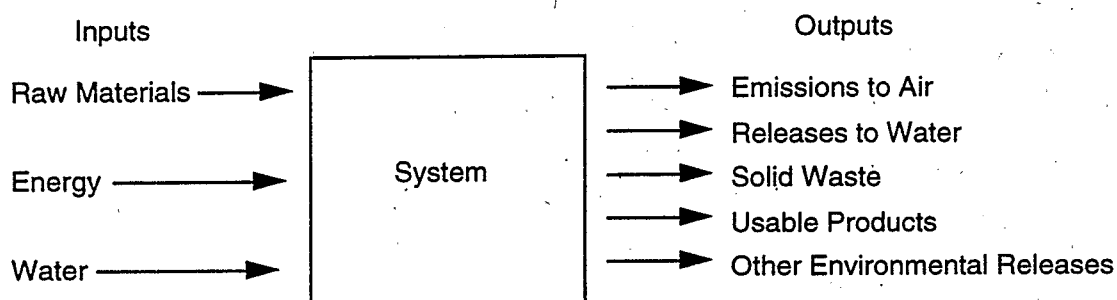 Inputs
Raw Materials
Energy
Water
System
Outputs
Emissions to Air
Releases to Water
Solid Waste
Usable Products
Other Environmental Releases